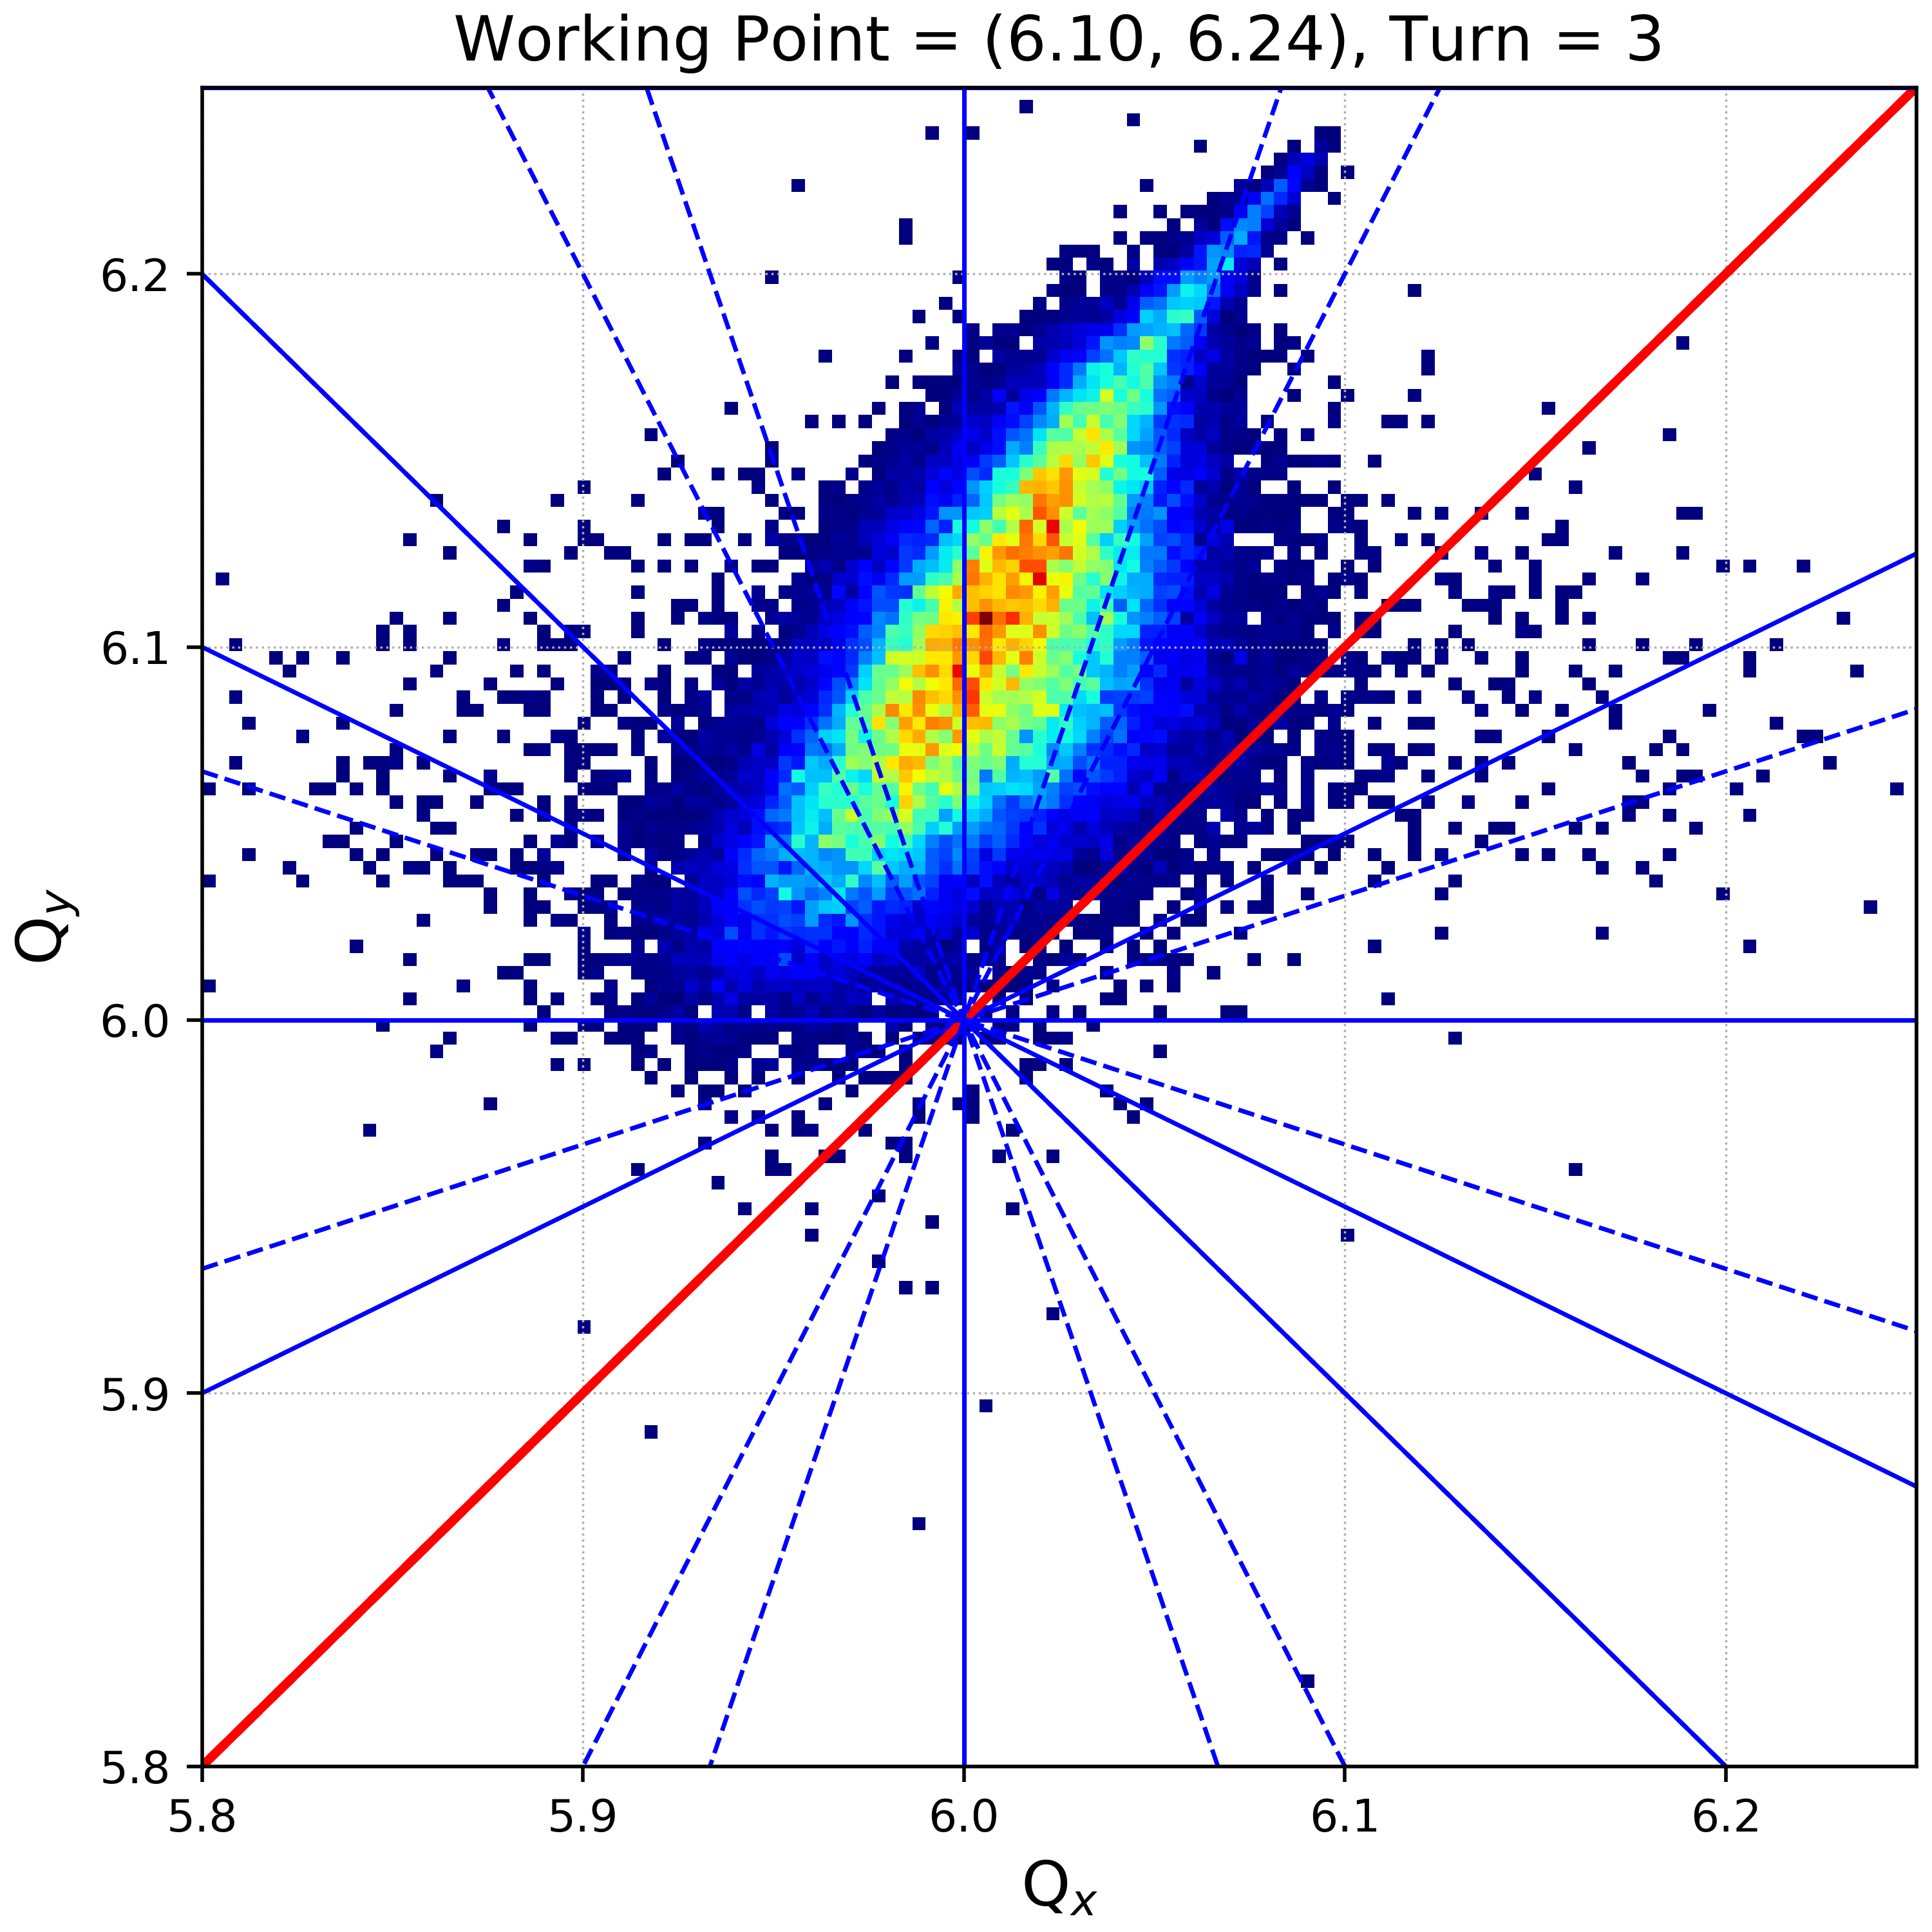 Working Point = (6.10, 6.24), Turn = 3
6.2
6.1
6.0
5.9
5.8
Qy
5.8 5.9 6.0 6.1 6.2
Qx